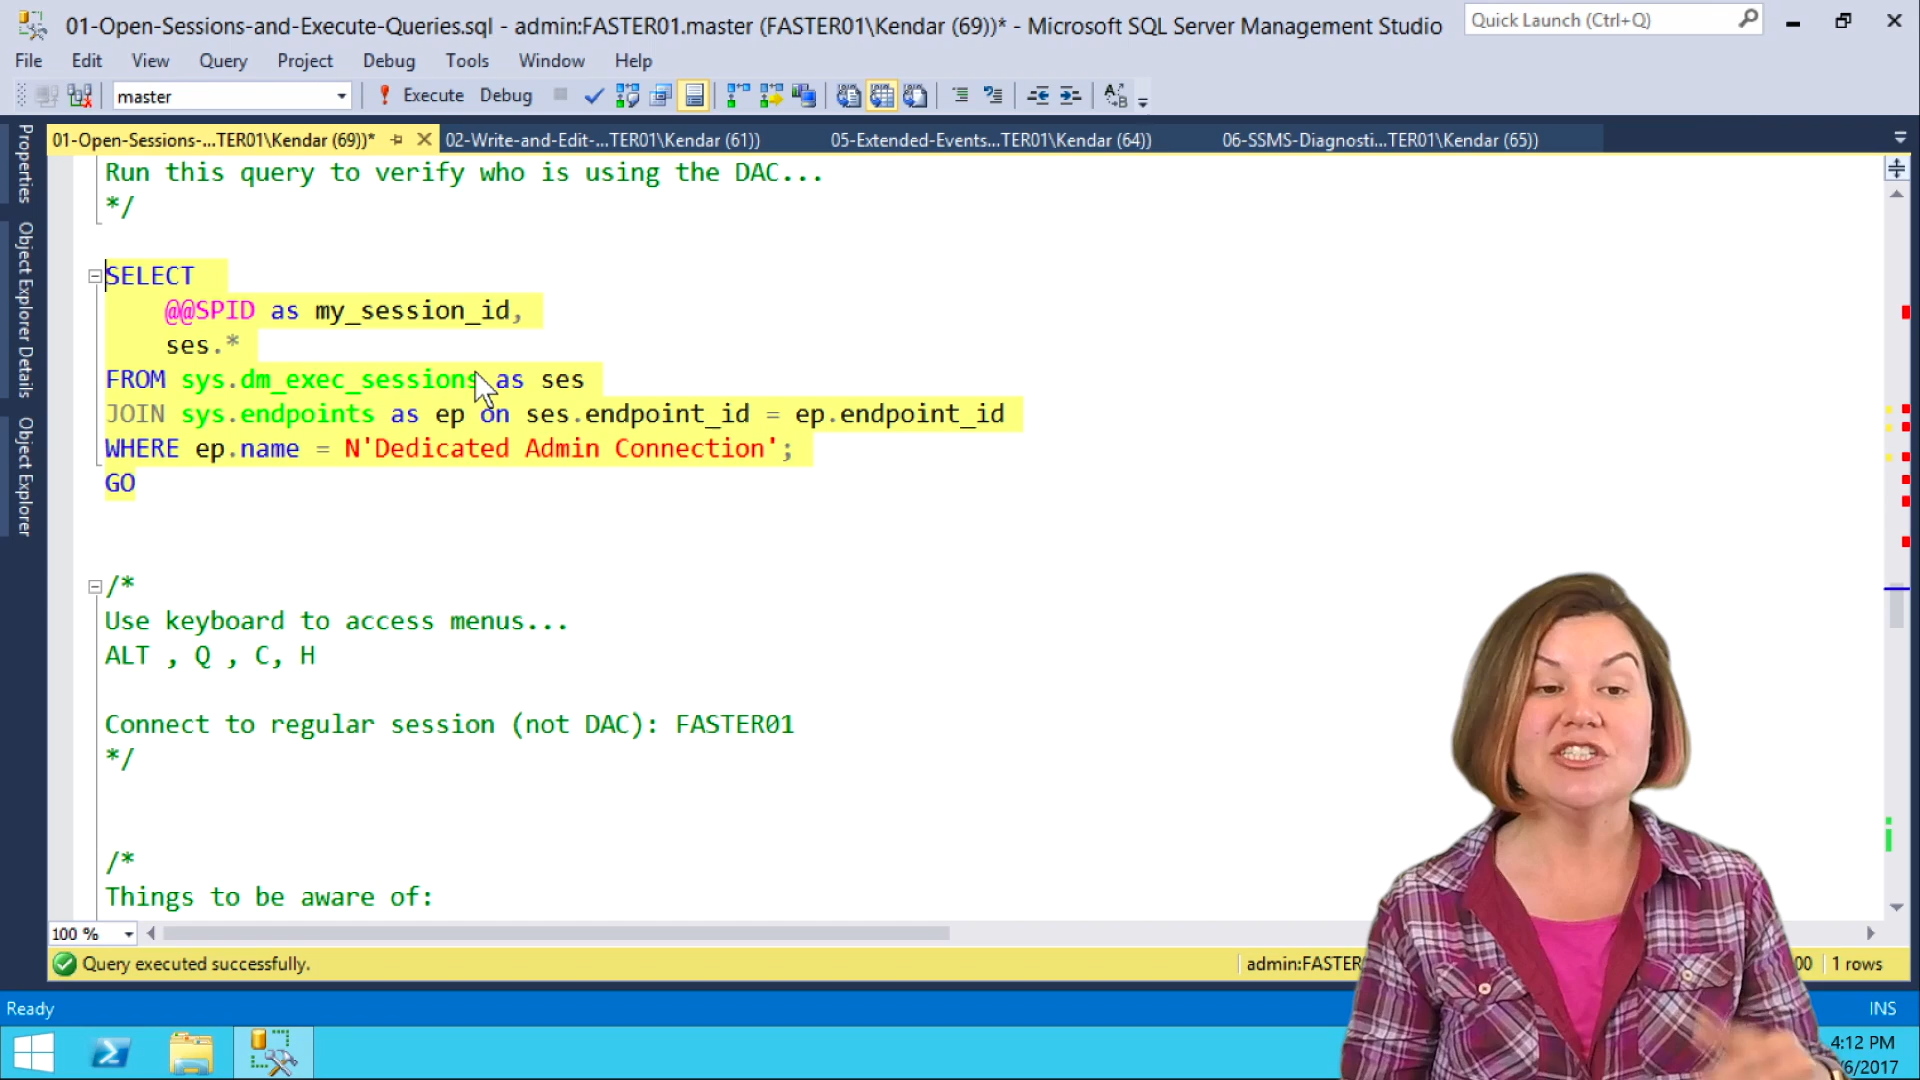 01-Open-Sessions-and-Execute-Queries.sql - admin:FASTER01.master (FASTER01\Kendar (69))* - Microsoft SQL Server Management Studio
Quick Launch (Ctrl+Q)
File Edit View Query Project Debug Tools Window Help
master Execute Debug
01-Open-Sessions-...TER01\Kendar (69))* 02-Write-and-Edit-...TER01\Kendar (61)) 05-Extended-Events...TER01\Kendar (64)) 06-SSMS-Diagnosti...TER01\Kendar (65))
Properties
Object Explorer Details
Object Explorer
Run this query to verify who is using the DAC...
*/
SELECT
@@SPID as my_session_id,
ses.*
FROM sys.dm_exec_sessions as ses
JOIN sys.endpoints as ep on ses.endpoint_id = ep.endpoint_id
WHERE ep.name = N'Dedicated Admin Connection';
GO
/*
Use keyboard to access menus...
ALT , Q , C, H
Connect to regular session (not DAC): FASTER01
*/
/*
Things to be aware of:
100 %
Query executed successfully.
admin:FASTER
00
1 rows
Ready
INS
4:12 PM
/6/2017